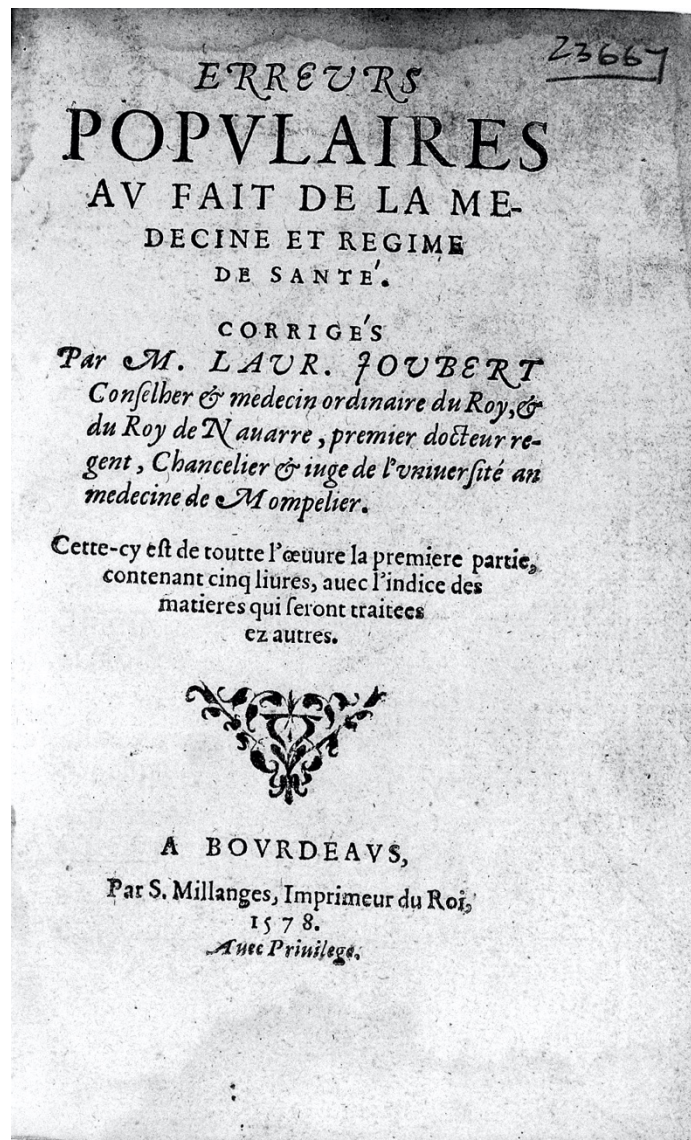 23667
ERREURS
POPVLAIRES
AV FAIT DE LA ME-
DECINE ET REGIME
DE SANTE'.
CORRIGE'S
Par M. LAUR. JOUBERT
Conſelher & medecin ordinaire du Roy, &
du Roy de Nauarre, premier docteur re-
gent, Chancelier & iuge de l'vniuerſité an
medecine de Mompelier.
Cette-cy eſt de toutte l'œuure la premiere partie,
contenant cinq liures, auec l'indice des
matieres qui ſeront traitees
ez autres.
A BOVRDEAVS,
Par S. Millanges, Imprimeur du Roi,
1578.
Auec Priuilege.